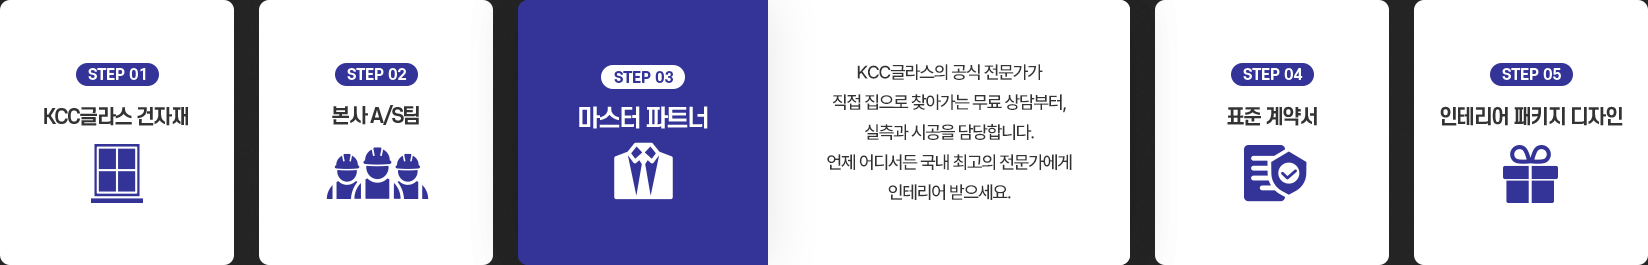 STEP 01
KCC글라스 건자재
STEP 02
본사 A/S팀
STEP 03
마스터 파트너
KCC글라스의 공식 전문가가
직접 집으로 찾아가는 무료 상담부터,
실측과 시공을 담당합니다.
언제 어디서든 국내 최고의 전문가에게
인테리어 받으세요.
STEP 04
표준 계약서
STEP 05
인테리어 패키지 디자인